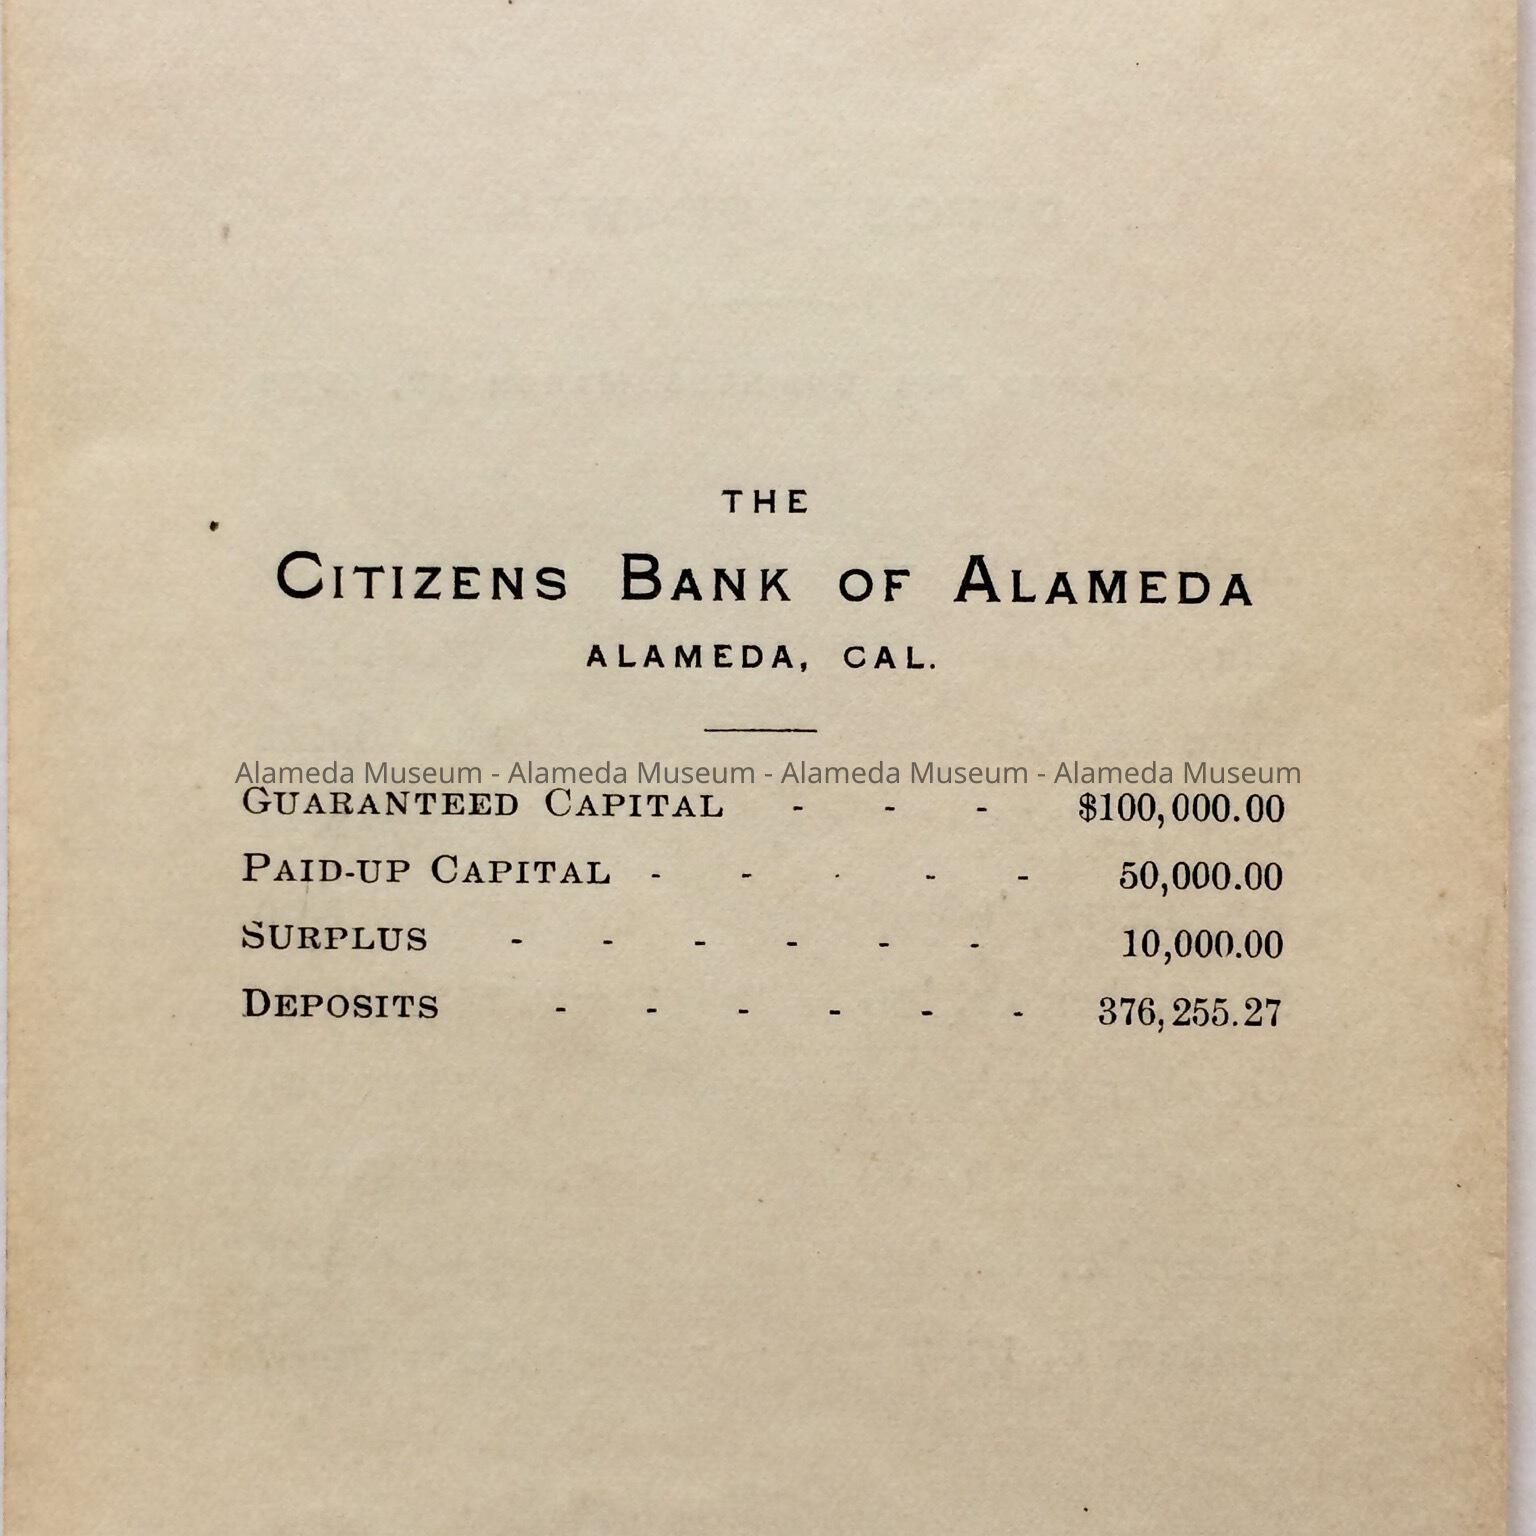 THE
CITIZENS BANK OF ALAMEDA
ALAMEDA, CAL.
Alameda Museum - Alameda Museum - Alameda Museum - Alameda Museum
GUARANTEED CAPITAL - - - $100,000.00
PAID-UP CAPITAL - - - - - 50,000.00
SURPLUS - - - - - - 10,000.00
DEPOSITS - - - - - - 376,255.27